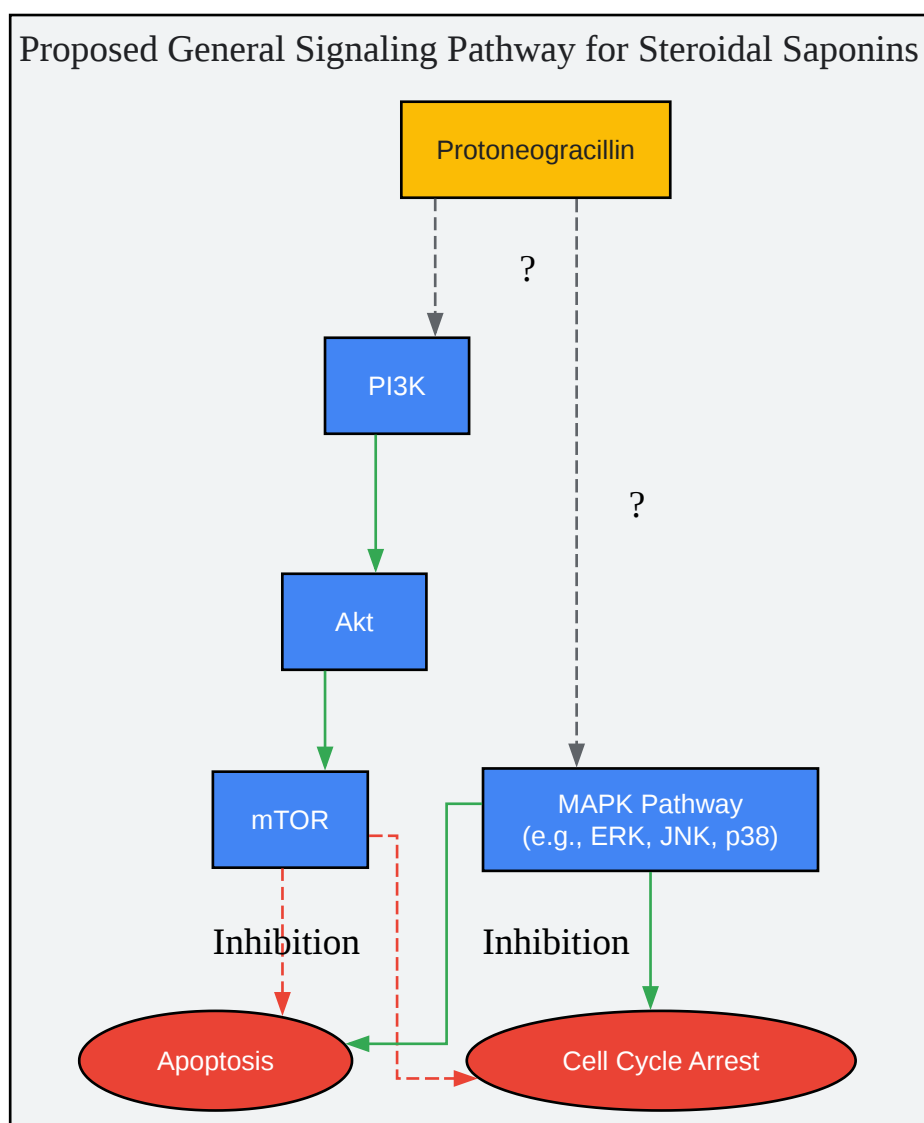 Proposed General Signaling Pathway for Steroidal Saponins
Protoneogracillin
?
PI3K
?
Akt
mTOR
MAPK Pathway
(e.g., ERK, JNK, p38)
Inhibition
Inhibition
Apoptosis
Cell Cycle Arrest